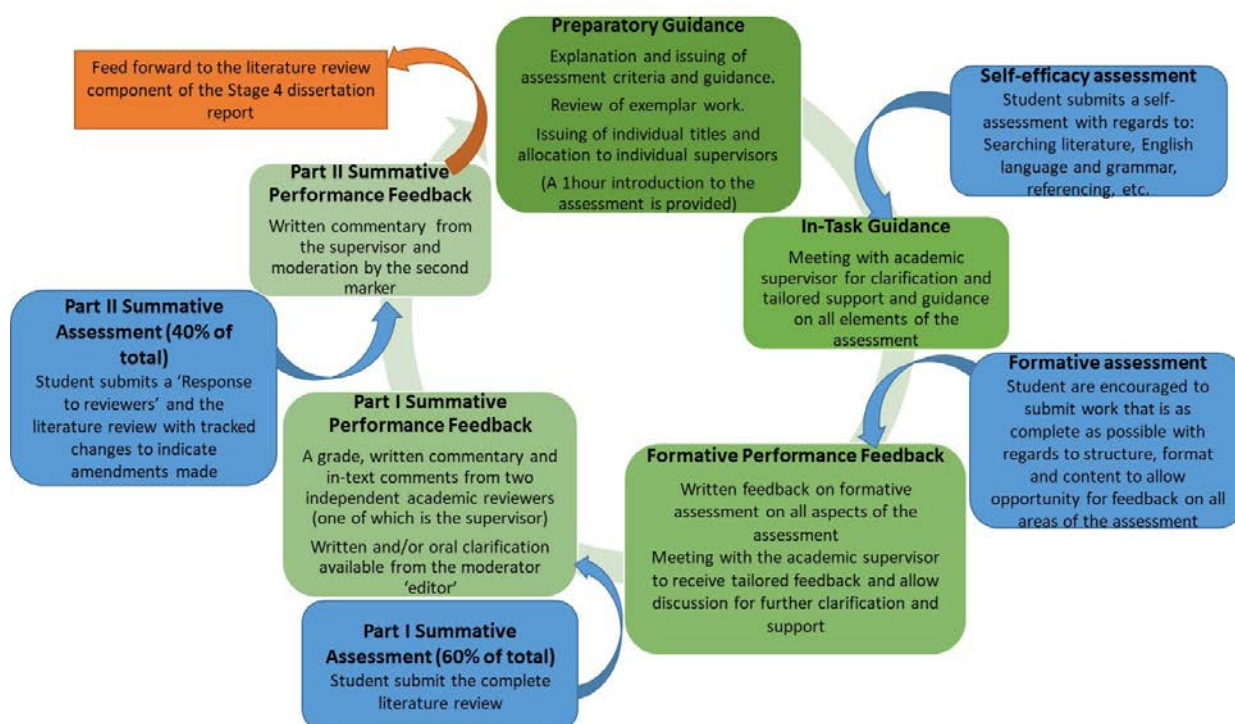 Preparatory Guidance
Explanation and issuing of
assessment criteria and guidance.
Review of exemplar work.
Issuing of individual titles and
allocation to individual supervisors
(A 1hour introduction to the
assessment is provided)
Self-efficacy assessment
Student submits a self-
assessment with regards to:
Searching literature, English
language and grammar,
referencing, etc.
In-Task Guidance
Meeting with academic
supervisor for clarification and
tailored support and guidance
on all elements of the
assessment
Formative assessment
Student are encouraged to
submit work that is as
complete as possible with
regards to structure, format
and content to allow
opportunity for feedback on all
areas of the assessment
Formative Performance Feedback
Written feedback on formative
assessment on all aspects of the
assessment
Meeting with the academic supervisor
to receive tailored feedback and allow
discussion for further clarification and
support
Part I Summative
Assessment (60% of total)
Student submit the complete
literature review
Part I Summative
Performance Feedback
A grade, written commentary and
in-text comments from two
independent academic reviewers
(one of which is the supervisor)
Written and/or oral clarification
available from the moderator
‘editor’
Part II Summative
Assessment (40% of
total)
Student submits a ‘Response
to reviewers’ and the
literature review with tracked
changes to indicate
amendments made
Part II Summative
Performance Feedback
Written commentary from
the supervisor and
moderation by the second
marker
Feed forward to the literature review
component of the Stage 4 dissertation
report